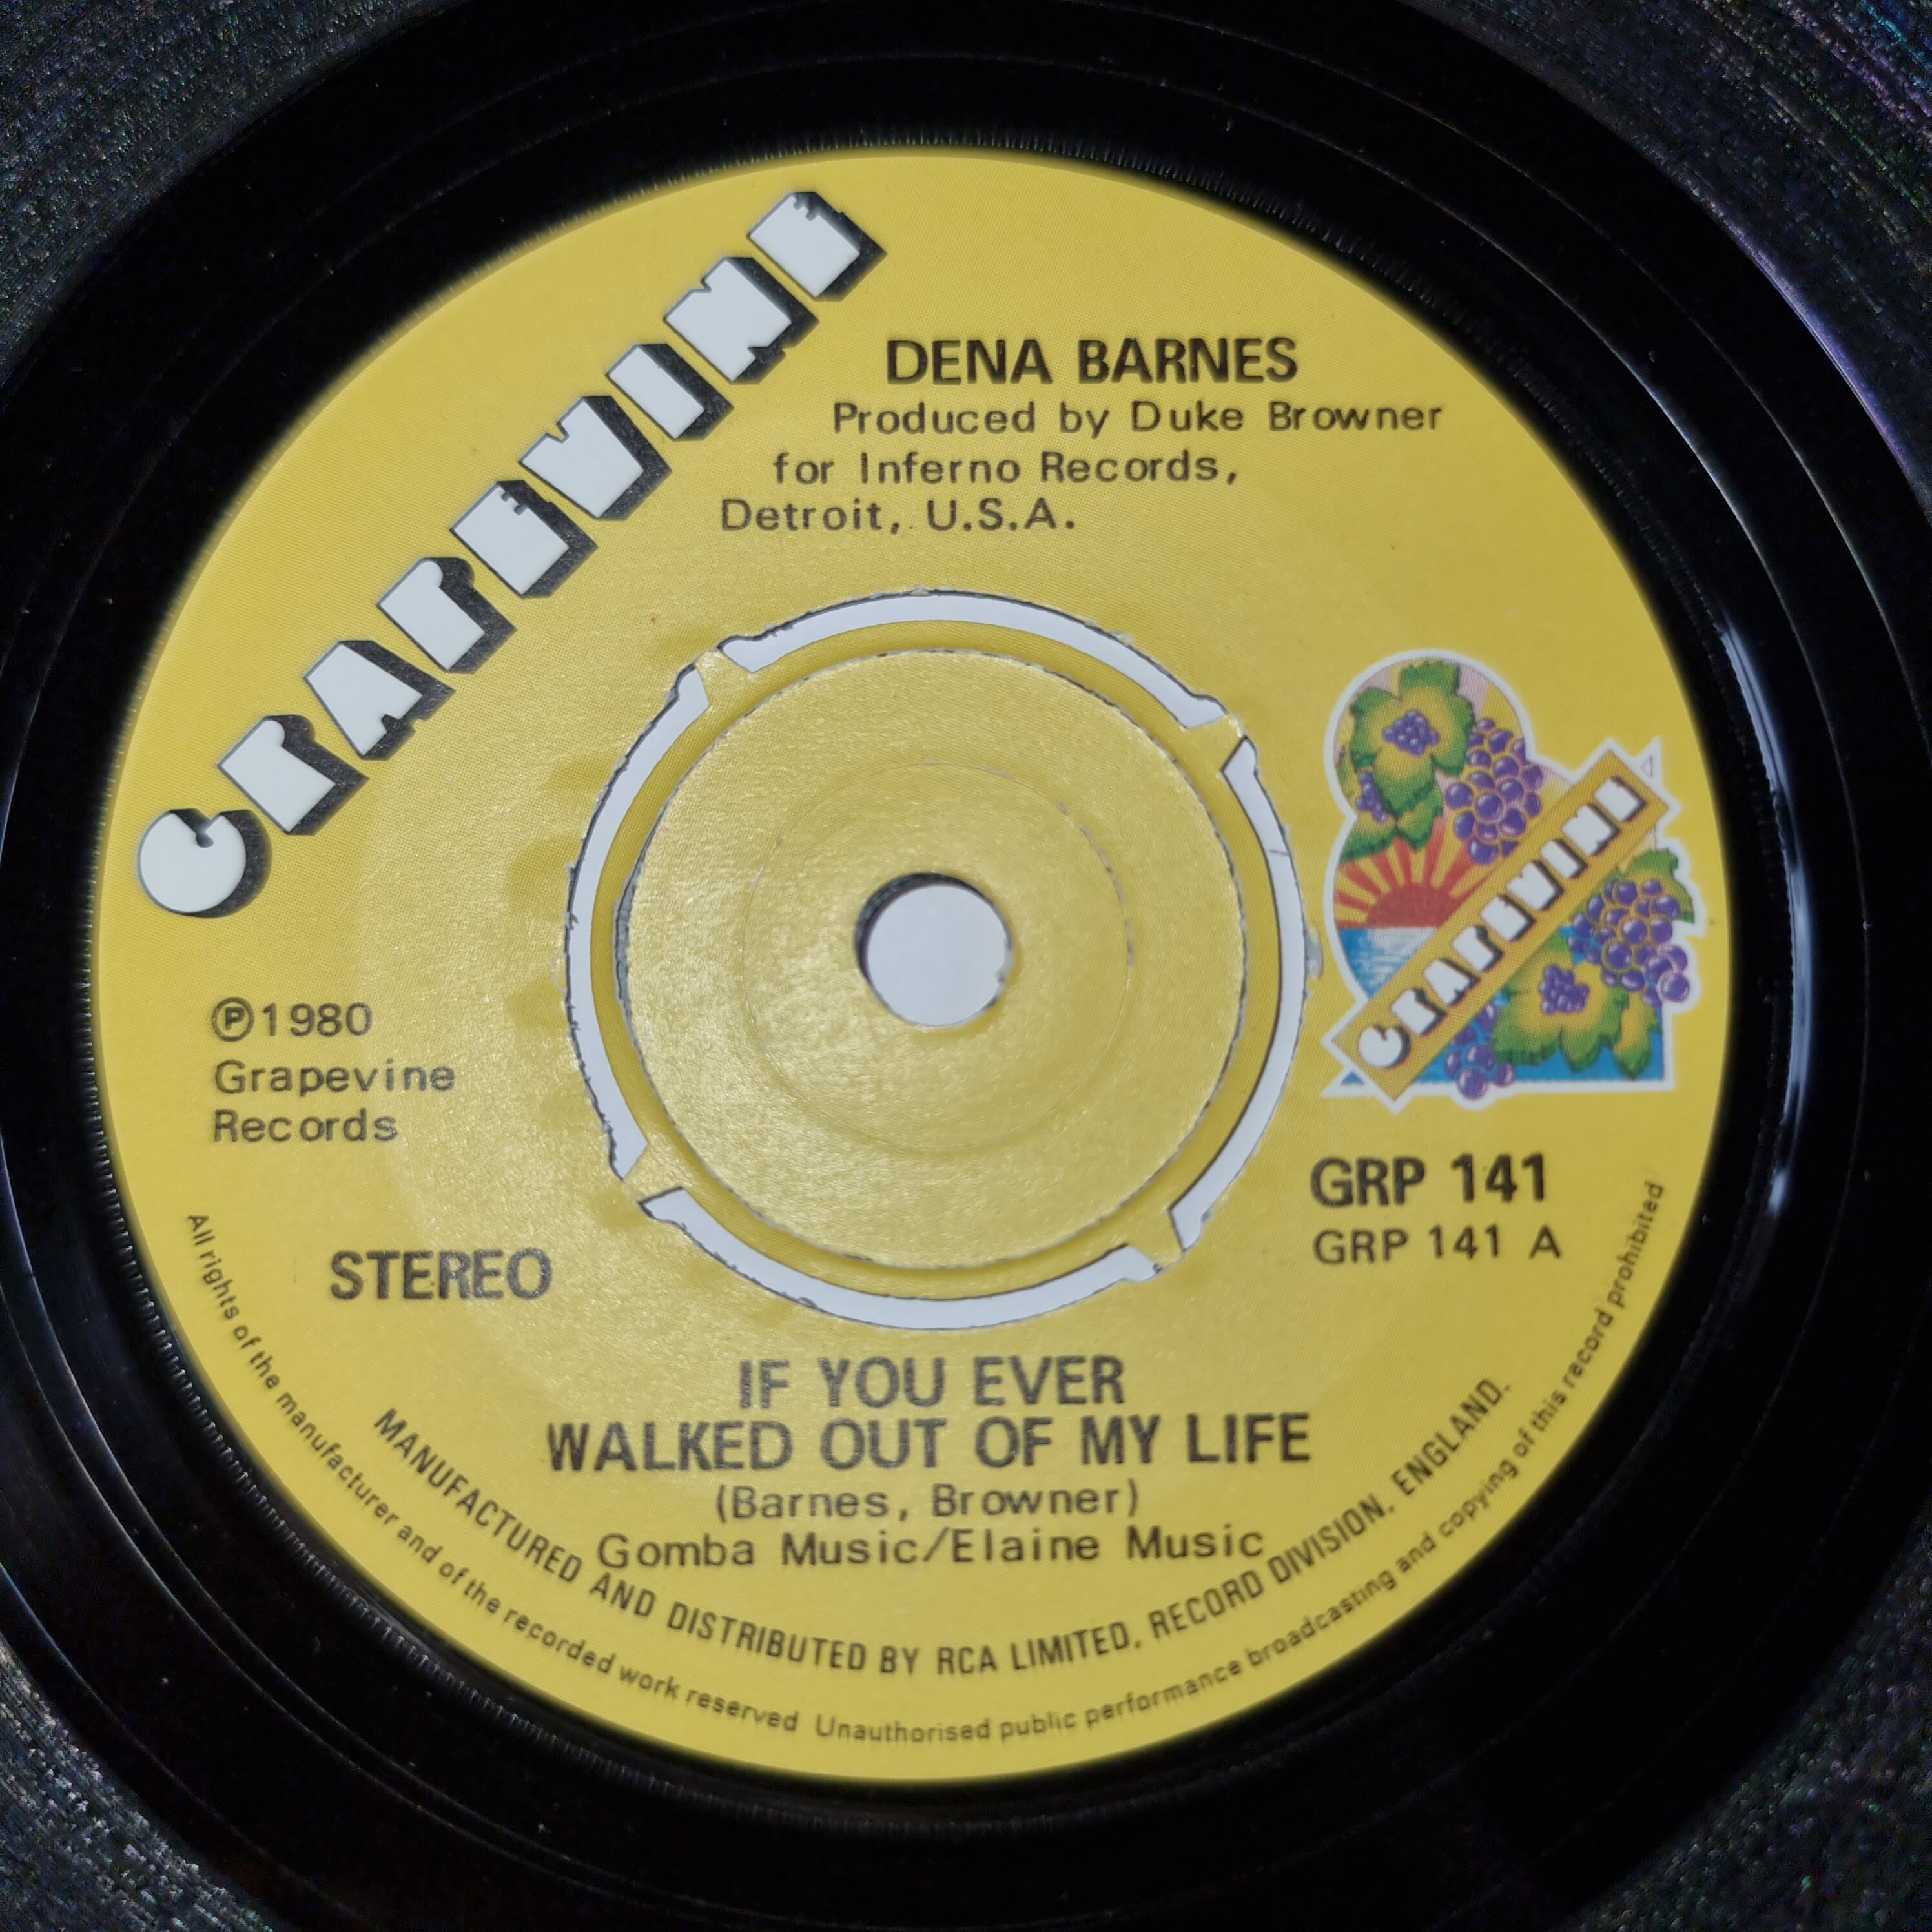 GRAPEVINE
DENA BARNES
Produced by Duke Browner
for Inferno Records,
Detroit, U.S.A.
GRAPEVINE
Ⓟ1980
Grapevine
Records
GRP 141
GRP 141 A
STEREO
IF YOU EVER
WALKED OUT OF MY LIFE
(Barnes, Browner)
Gomba Music/Elaine Music
MANUFACTURED AND DISTRIBUTED BY RCA LIMITED. RECORD DIVISION. ENGLAND.
All rights of the manufacturer and of the recorded work reserved Unauthorised public performance broadcasting and copying of this record prohibited